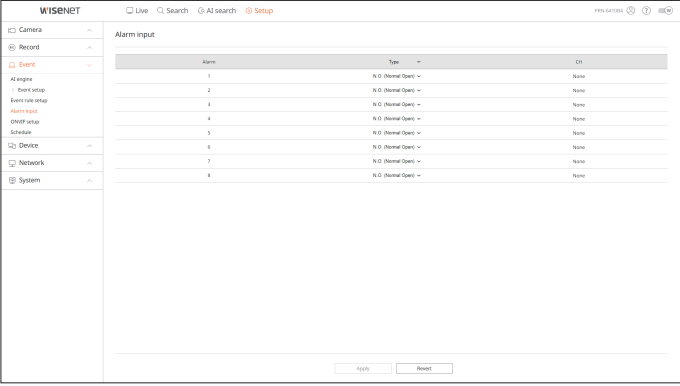 WISENET
Live Search AI search Setup
PRN-6410B4
Camera
Record
Event
AI engine
Event setup
Event rule setup
Alarm input
ONVIF setup
Schedule
Device
Network
System
Alarm input
Alarm Type CH
1 N.O. (Normal Open) None
2 N.O. (Normal Open) None
3 N.O. (Normal Open) None
4 N.O. (Normal Open) None
5 N.O. (Normal Open) None
6 N.O. (Normal Open) None
7 N.O. (Normal Open) None
8 N.O. (Normal Open) None
Apply Revert